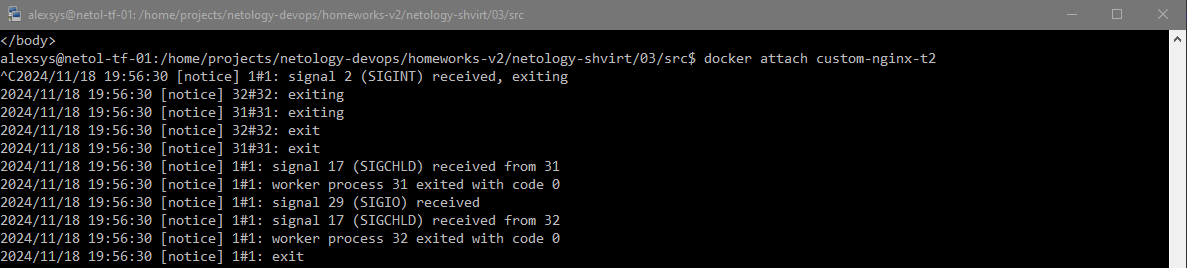 alexsys@netol-tf-01: /home/projects/netology-devops/homeworks-v2/netology-shvirt/03/src
</body>
alexsys@netol-tf-01:/home/projects/netology-devops/homeworks-v2/netology-shvirt/03/src$ docker attach custom-nginx-t2
^C2024/11/18 19:56:30 [notice] 1#1: signal 2 (SIGINT) received, exiting
2024/11/18 19:56:30 [notice] 32#32: exiting
2024/11/18 19:56:30 [notice] 31#31: exiting
2024/11/18 19:56:30 [notice] 32#32: exit
2024/11/18 19:56:30 [notice] 31#31: exit
2024/11/18 19:56:30 [notice] 1#1: signal 17 (SIGCHLD) received from 31
2024/11/18 19:56:30 [notice] 1#1: worker process 31 exited with code 0
2024/11/18 19:56:30 [notice] 1#1: signal 29 (SIGIO) received
2024/11/18 19:56:30 [notice] 1#1: signal 17 (SIGCHLD) received from 32
2024/11/18 19:56:30 [notice] 1#1: worker process 32 exited with code 0
2024/11/18 19:56:30 [notice] 1#1: exit